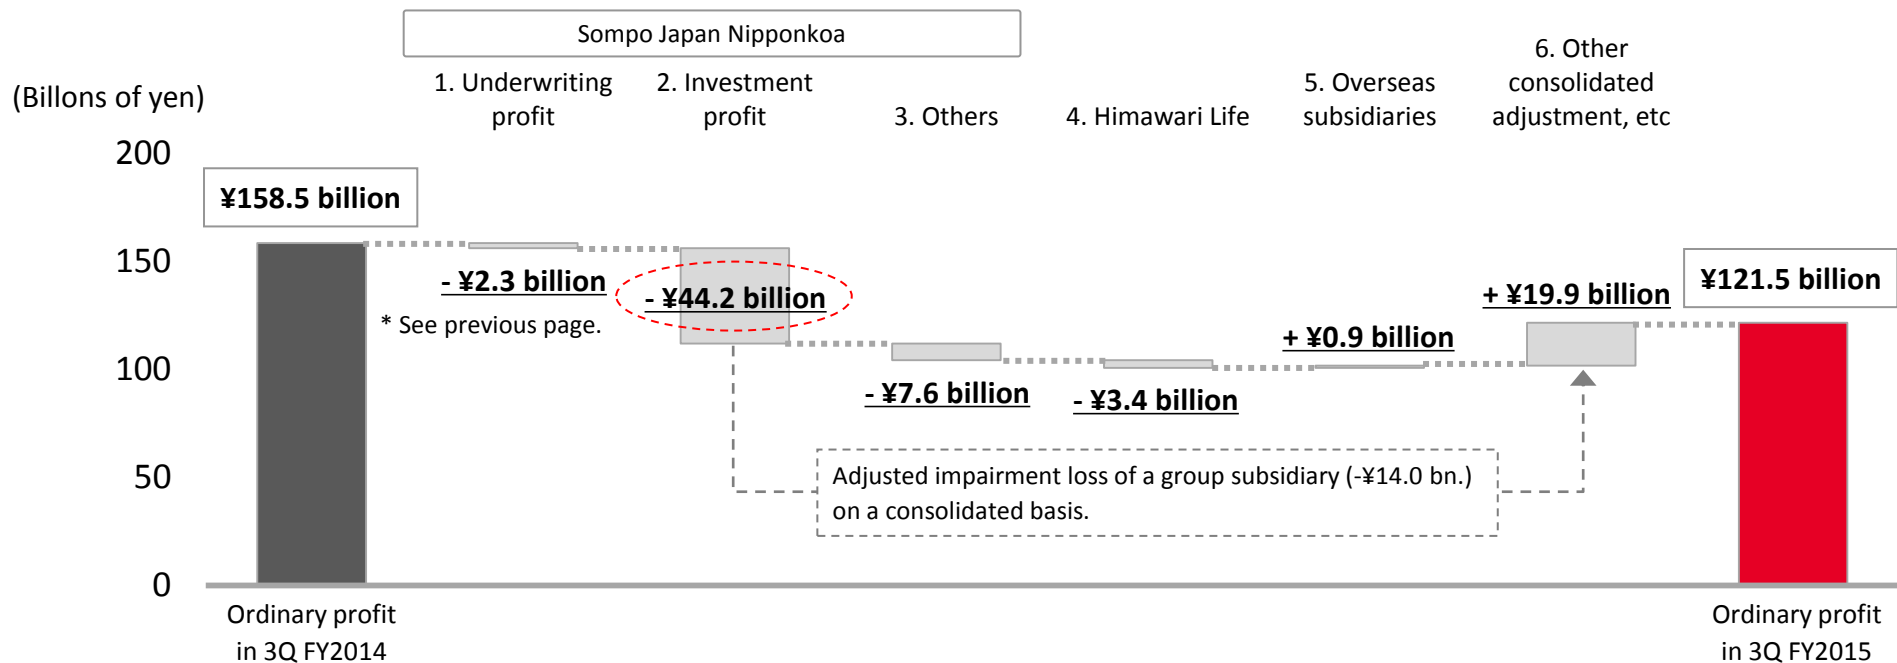 Sompo Japan Nipponkoa
(Billons of yen)
1. Underwriting
profit
2. Investment
profit
3. Others
4. Himawari Life
5. Overseas
subsidiaries
6. Other
consolidated
adjustment, etc
200
150
100
50
0
¥158.5 billion
- ¥2.3 billion
* See previous page.
- ¥44.2 billion
- ¥7.6 billion
- ¥3.4 billion
+ ¥0.9 billion
+ ¥19.9 billion
¥121.5 billion
Adjusted impairment loss of a group subsidiary (-¥14.0 bn.)
on a consolidated basis.
Ordinary profit
in 3Q FY2014
Ordinary profit
in 3Q FY2015